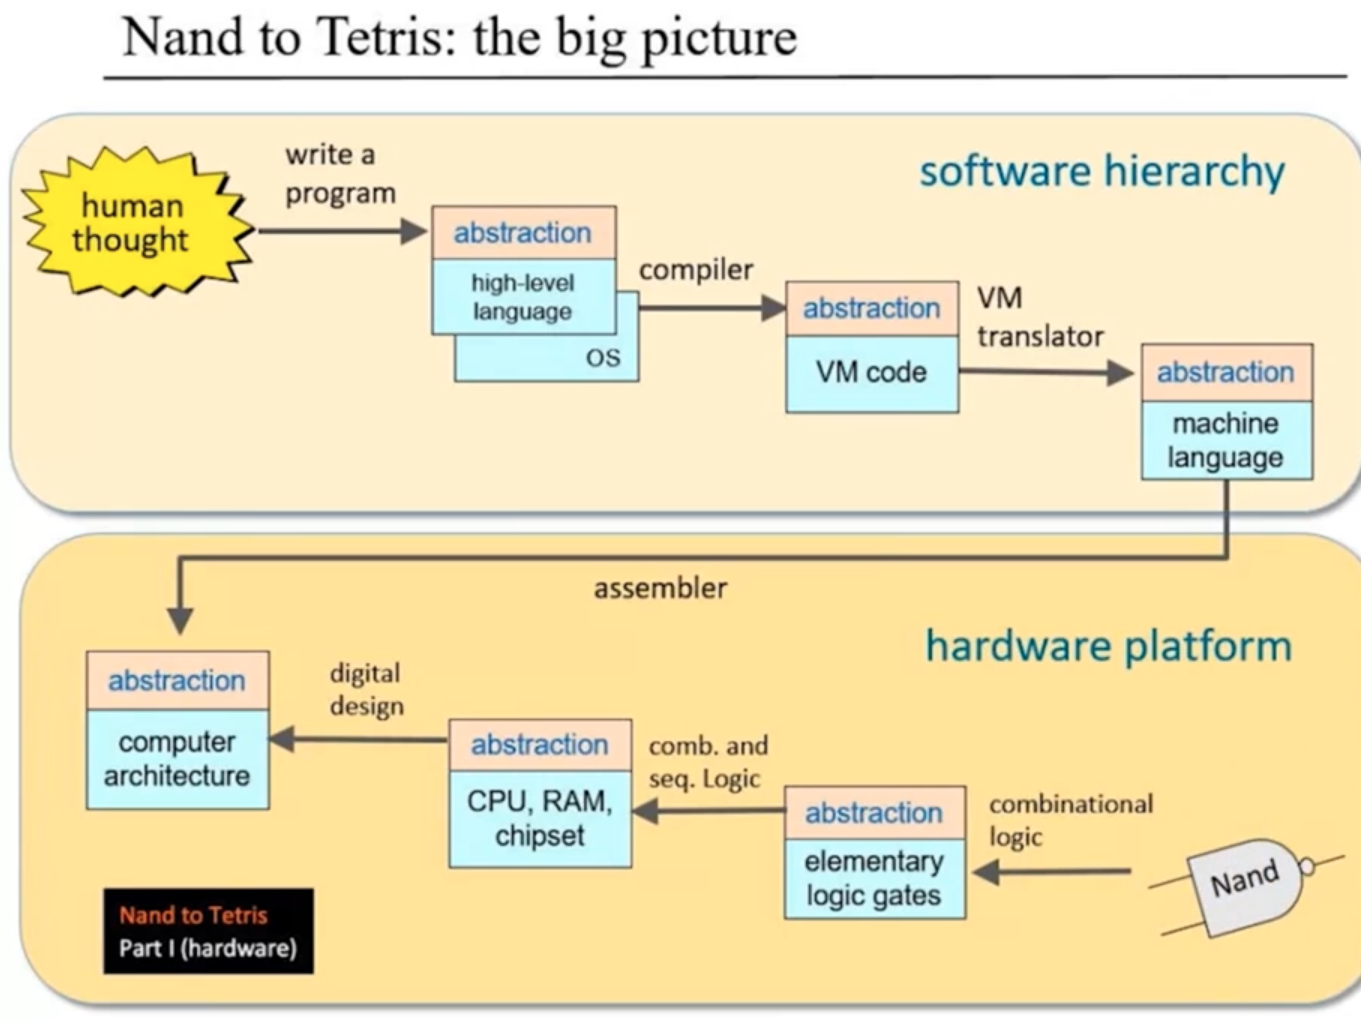 Nand to Tetris: the big picture
software hierarchy
human
thought
write a
program
abstraction
high-level
language
OS
compiler
abstraction
VM code
VM
translator
abstraction
machine
language
assembler
hardware platform
abstraction
computer
architecture
digital
design
abstraction
CPU, RAM,
chipset
comb. and
seq. Logic
abstraction
elementary
logic gates
combinational
logic
Nand
Nand to Tetris
Part I (hardware)